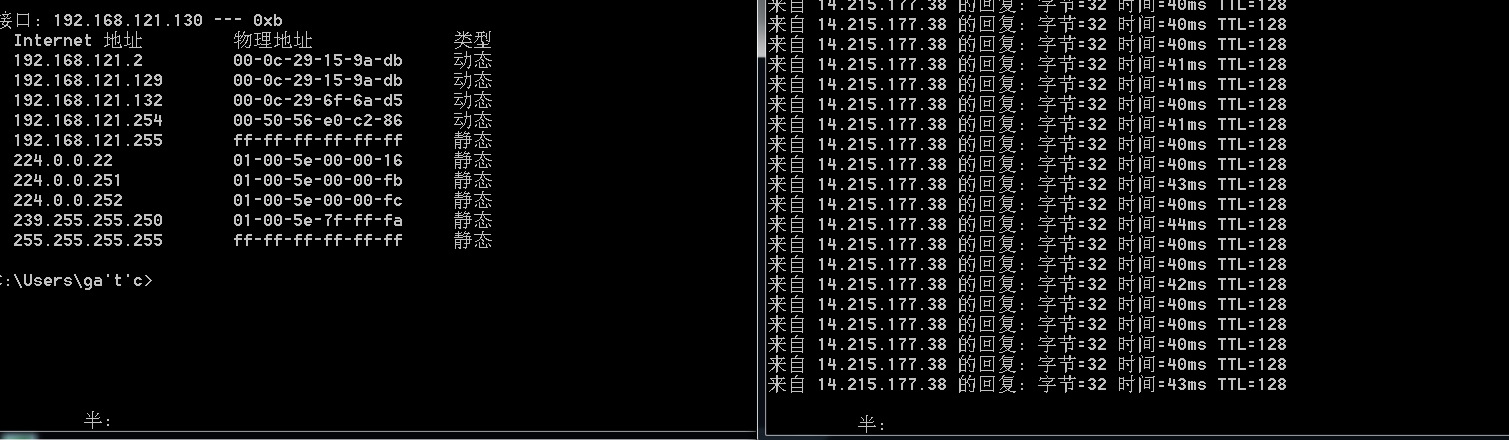 接口: 192.168.121.130 --- 0xb
Internet 地址 物理地址 类型
192.168.121.2 00-0c-29-15-9a-db 动态
192.168.121.129 00-0c-29-15-9a-db 动态
192.168.121.132 00-0c-29-6f-6a-d5 动态
192.168.121.254 00-50-56-e0-c2-86 动态
192.168.121.255 ff-ff-ff-ff-ff-ff 静态
224.0.0.22 01-00-5e-00-00-16 静态
224.0.0.251 01-00-5e-00-00-fb 静态
224.0.0.252 01-00-5e-00-00-fc 静态
239.255.255.250 01-00-5e-7f-ff-fa 静态
255.255.255.255 ff-ff-ff-ff-ff-ff 静态
C:\Users\ga't'c>
半:
来自 14.215.177.38 的回复: 字节=32 时间=40ms TTL=128
来自 14.215.177.38 的回复: 字节=32 时间=40ms TTL=128
来自 14.215.177.38 的回复: 字节=32 时间=40ms TTL=128
来自 14.215.177.38 的回复: 字节=32 时间=41ms TTL=128
来自 14.215.177.38 的回复: 字节=32 时间=41ms TTL=128
来自 14.215.177.38 的回复: 字节=32 时间=40ms TTL=128
来自 14.215.177.38 的回复: 字节=32 时间=41ms TTL=128
来自 14.215.177.38 的回复: 字节=32 时间=40ms TTL=128
来自 14.215.177.38 的回复: 字节=32 时间=40ms TTL=128
来自 14.215.177.38 的回复: 字节=32 时间=43ms TTL=128
来自 14.215.177.38 的回复: 字节=32 时间=40ms TTL=128
来自 14.215.177.38 的回复: 字节=32 时间=44ms TTL=128
来自 14.215.177.38 的回复: 字节=32 时间=40ms TTL=128
来自 14.215.177.38 的回复: 字节=32 时间=40ms TTL=128
来自 14.215.177.38 的回复: 字节=32 时间=42ms TTL=128
来自 14.215.177.38 的回复: 字节=32 时间=40ms TTL=128
来自 14.215.177.38 的回复: 字节=32 时间=40ms TTL=128
来自 14.215.177.38 的回复: 字节=32 时间=40ms TTL=128
来自 14.215.177.38 的回复: 字节=32 时间=40ms TTL=128
来自 14.215.177.38 的回复: 字节=32 时间=43ms TTL=128
半: